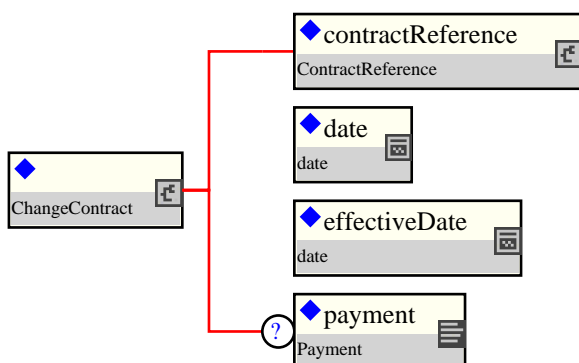 contractReference
ContractReference
date
date
ChangeContract
effectiveDate
date
?
payment
Payment